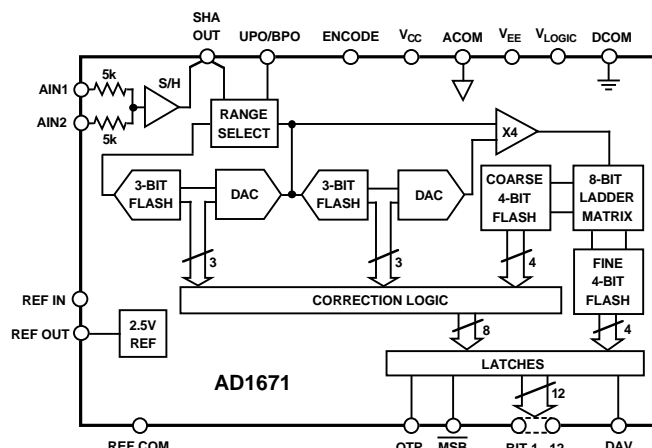 SHA
OUT
UPO/BPO
ENCODE
VCC
ACOM
VEE
VLOGIC
DCOM
AIN1
5k
S/H
AIN2
5k
RANGE
SELECT
X4
3-BIT
FLASH
DAC
3-BIT
FLASH
DAC
COARSE
4-BIT
FLASH
8-BIT
LADDER
MATRIX
3
3
4
FINE
4-BIT
FLASH
REF IN
CORRECTION LOGIC
REF OUT
2.5V
REF
8
4
LATCHES
AD1671
12
REF COM
OTR
MSB
BIT 1–12
DAV